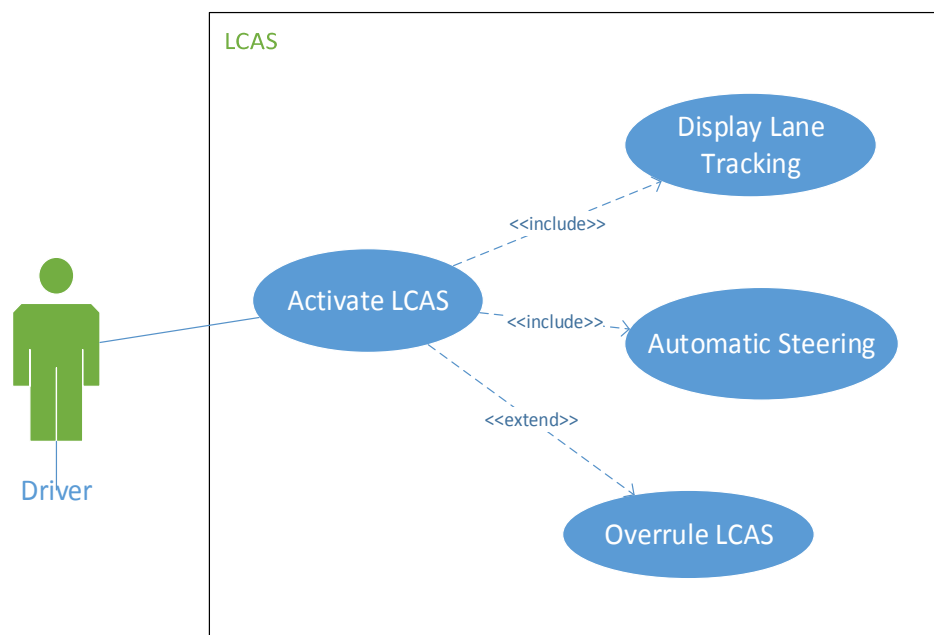 LCAS
Display Lane
Tracking
<<include>>
Activate LCAS
<<include>>
Automatic Steering
<<extend>>
Driver
Overrule LCAS